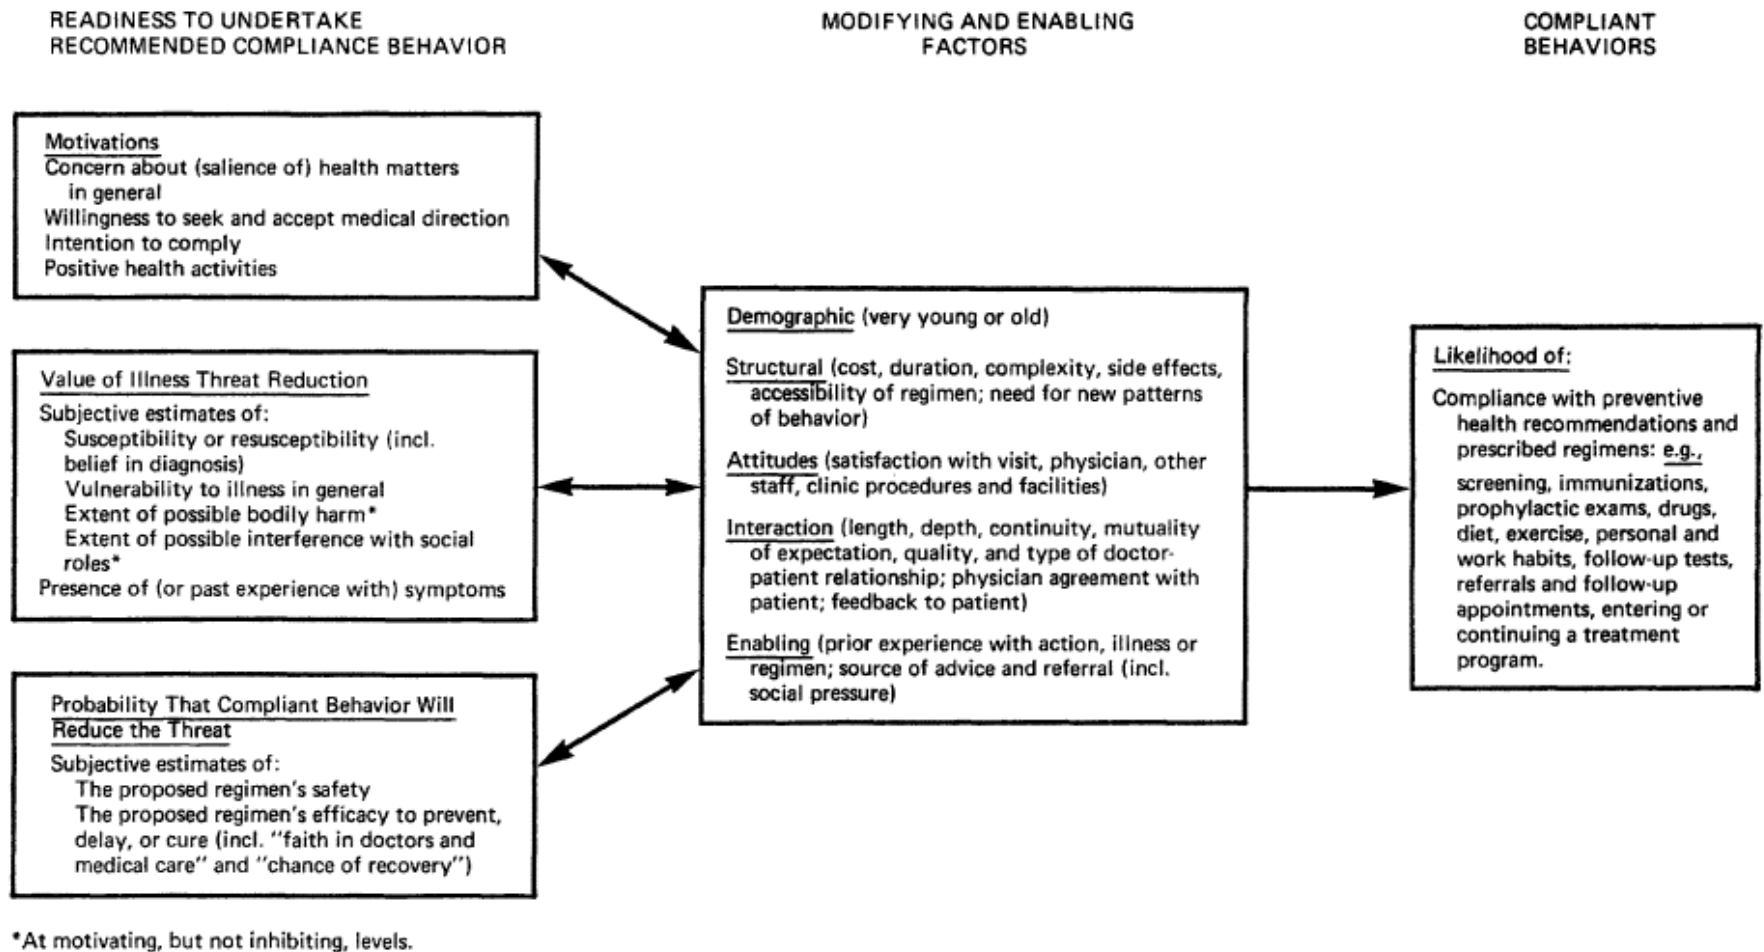 READINESS TO UNDERTAKE
RECOMMENDED COMPLIANCE BEHAVIOR
MODIFYING AND ENABLING
FACTORS
COMPLIANT
BEHAVIORS
Motivations
Concern about (salience of) health matters
in general
Willingness to seek and accept medical direction
Intention to comply
Positive health activities
Value of Illness Threat Reduction
Subjective estimates of:
Susceptibility or resusceptibility (incl.
belief in diagnosis)
Vulnerability to illness in general
Extent of possible bodily harm*
Extent of possible interference with social
roles*
Presence of (or past experience with) symptoms
Probability That Compliant Behavior Will
Reduce the Threat
Subjective estimates of:
The proposed regimen's safety
The proposed regimen's efficacy to prevent,
delay, or cure (incl. "faith in doctors and
medical care" and "chance of recovery")
Demographic (very young or old)
Structural (cost, duration, complexity, side effects,
accessibility of regimen; need for new patterns
of behavior)
Attitudes (satisfaction with visit, physician, other
staff, clinic procedures and facilities)
Interaction (length, depth, continuity, mutuality
of expectation, quality, and type of doctor-
patient relationship; physician agreement with
patient; feedback to patient)
Enabling (prior experience with action, illness or
regimen; source of advice and referral (incl.
social pressure)
Likelihood of:
Compliance with preventive
health recommendations and
prescribed regimens: e.g.,
screening, immunizations,
prophylactic exams, drugs,
diet, exercise, personal and
work habits, follow-up tests,
referrals and follow-up
appointments, entering or
continuing a treatment
program.
*At motivating, but not inhibiting, levels.